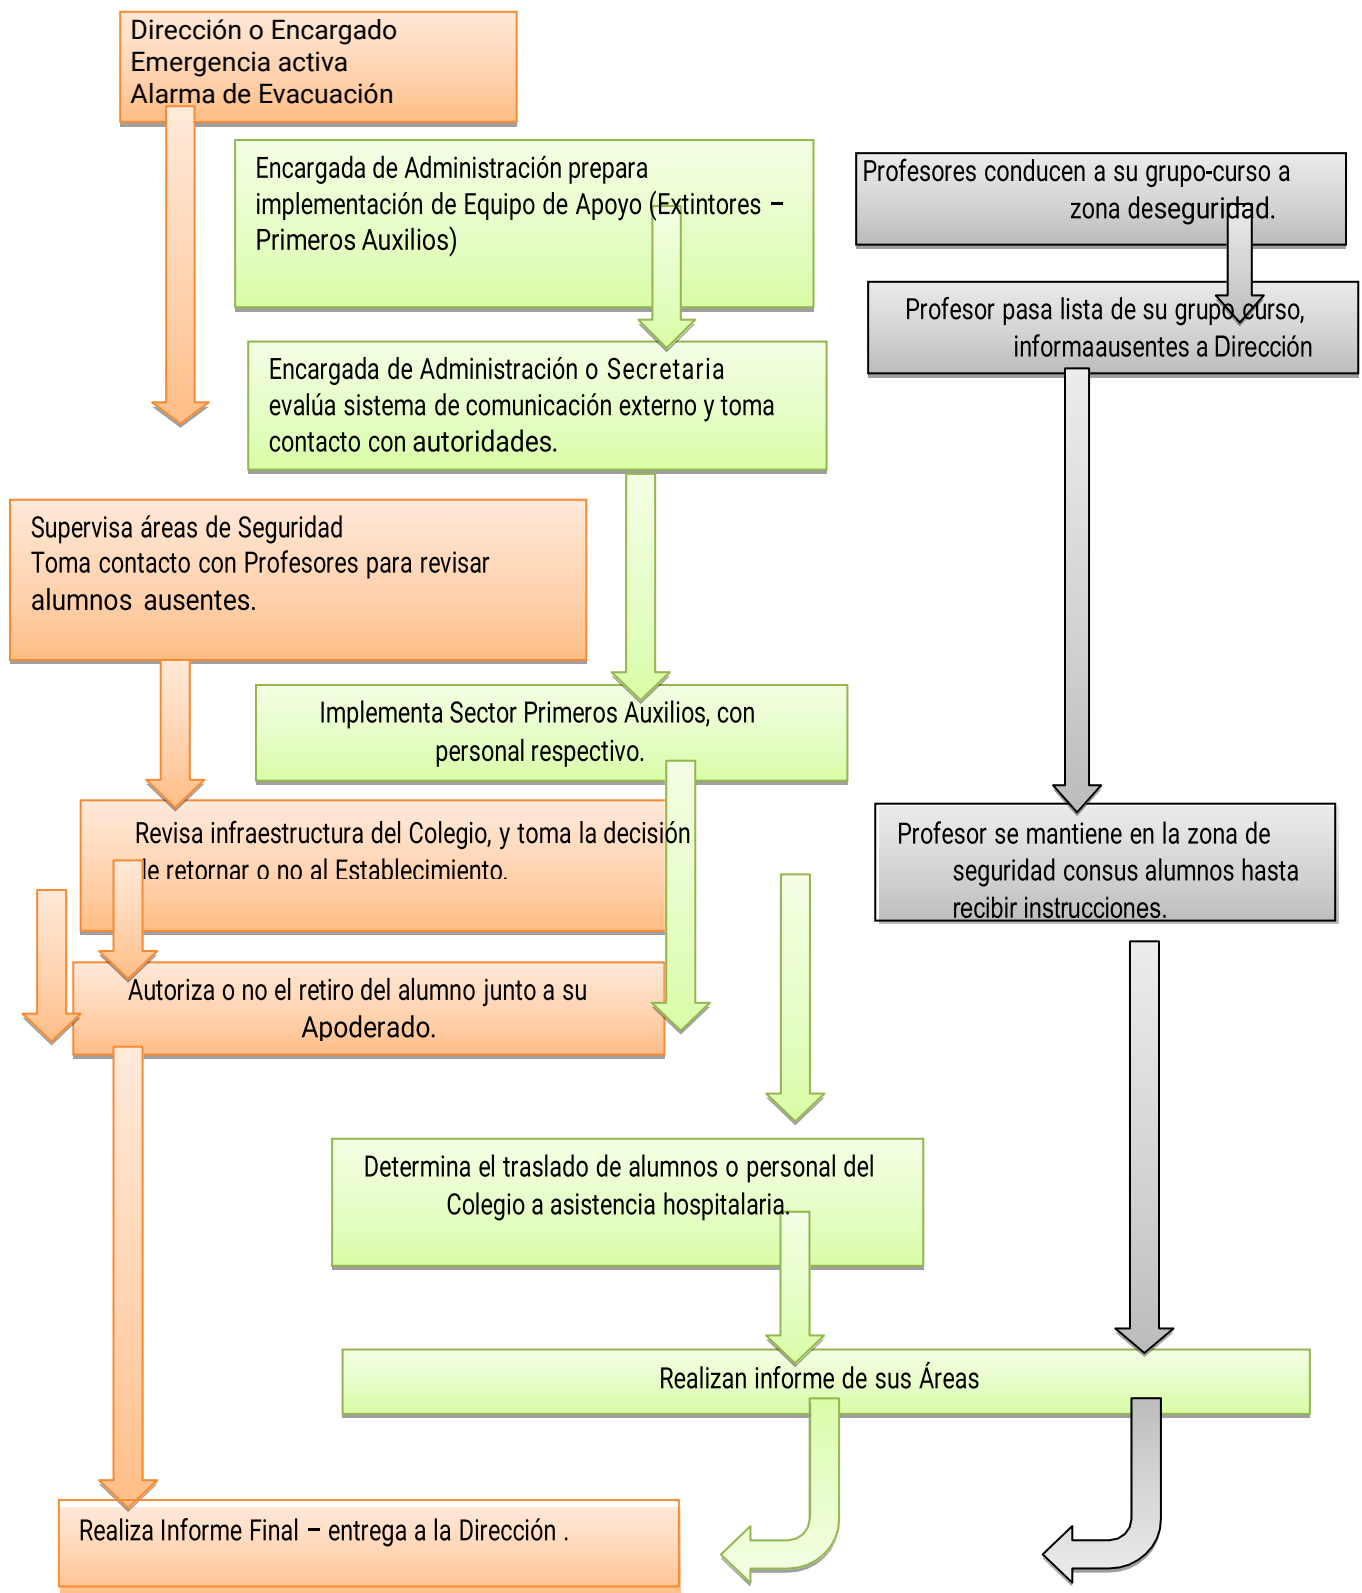 Dirección o Encargado
Emergencia activa
Alarma de Evacuación
Encargada de Administración prepara
implementación de Equipo de Apoyo (Extintores –
Primeros Auxilios)
Profesores conducen a su grupo-curso a
zona deseguridad.
Profesor pasa lista de su grupo curso,
informaausentes a Dirección
Encargada de Administración o Secretaria
evalúa sistema de comunicación externo y toma
contacto con autoridades.
Supervisa áreas de Seguridad
Toma contacto con Profesores para revisar
alumnos ausentes.
Implementa Sector Primeros Auxilios, con
personal respectivo.
Revisa infraestructura del Colegio, y toma la decisión
de retornar o no al Establecimiento.
Profesor se mantiene en la zona de
seguridad consus alumnos hasta
recibir instrucciones.
Autoriza o no el retiro del alumno junto a su
Apoderado.
Determina el traslado de alumnos o personal del
Colegio a asistencia hospitalaria.
Realizan informe de sus Áreas
Realiza Informe Final – entrega a la Dirección .